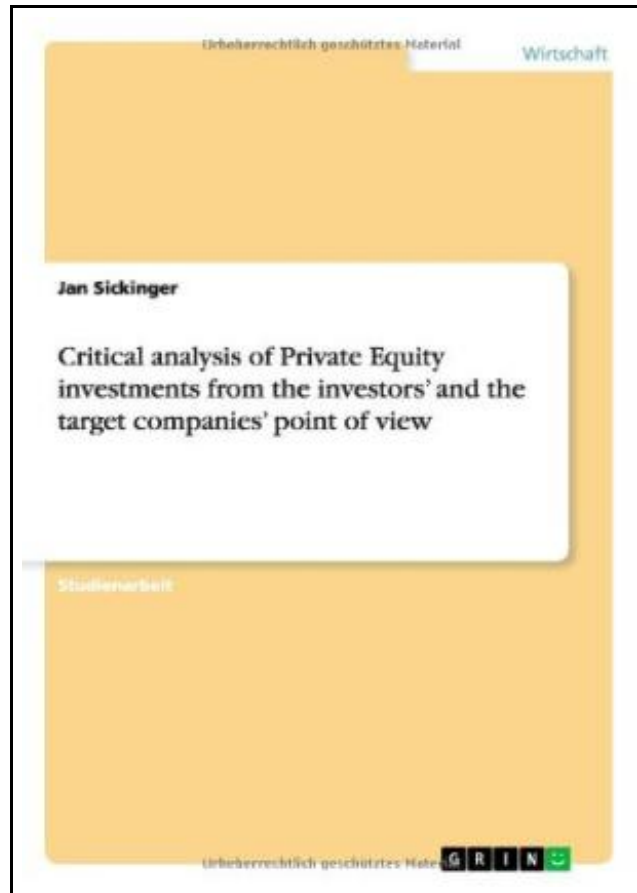 Urheberrechtlich geschütztes Material
Wirtschaft
Jan Sickinger
Critical analysis of Private Equity
investments from the investors’ and the
target companies’ point of view
Studienarbeit
Urheberrechtlich geschütztes Mate
GRIN